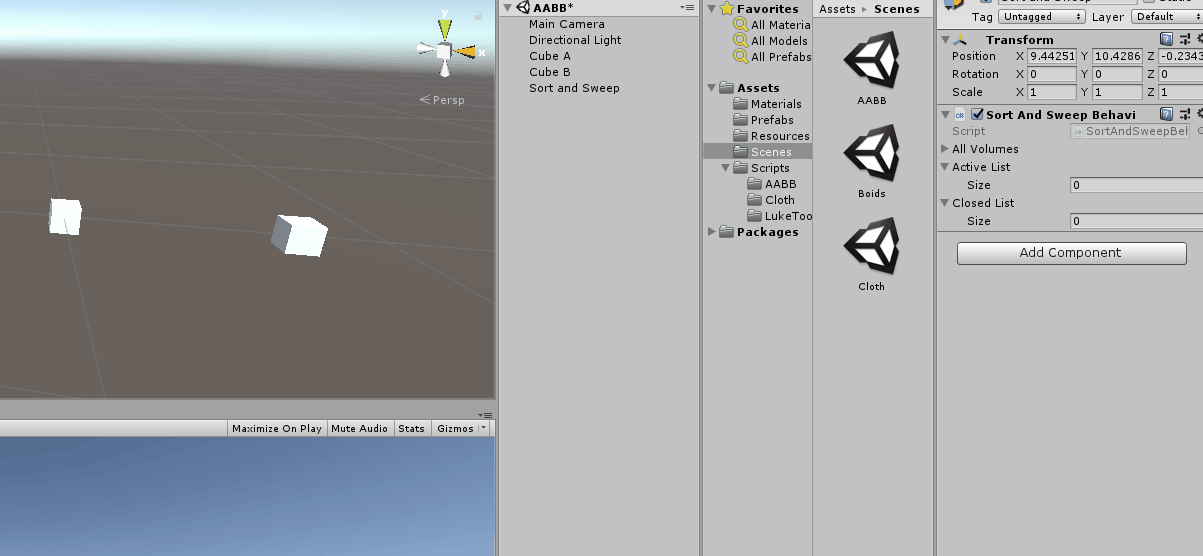 y
x
Persp
Maximize On Play
Mute Audio
Stats
Gizmos
AABB*
Main Camera
Directional Light
Cube A
Cube B
Sort and Sweep
Favorites
All Materia
All Models
All Prefabs
Assets
Materials
Prefabs
Resources
Scenes
Scripts
AABB
Cloth
LukeToo
Packages
Assets ▸ Scenes
AABB
Boids
Cloth
Tag Untagged Layer Default
Transform
Position X 9.44251 Y 10.4286 Z -0.2343
Rotation X 0 Y 0 Z 0
Scale X 1 Y 1 Z 1
c#
Sort And Sweep Behavi
Script SortAndSweepBeh
All Volumes
Active List
Size 0
Closed List
Size 0
Add Component